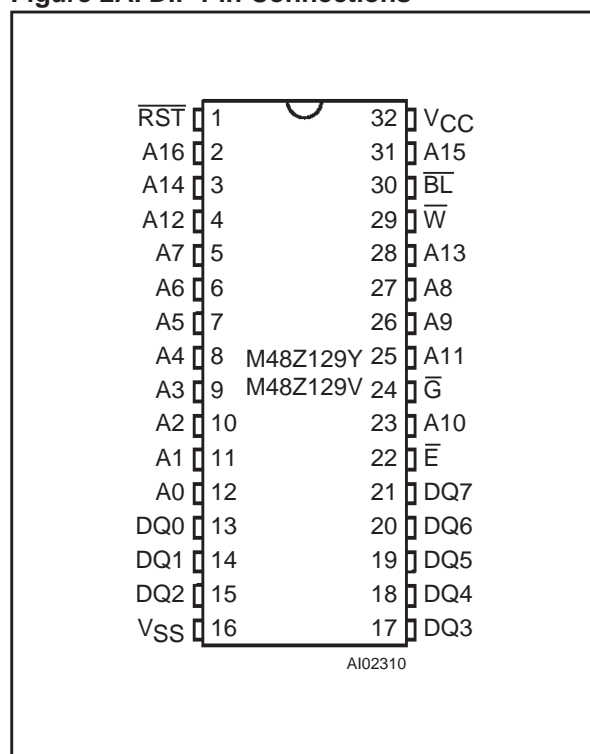 Figure 2A. DIP Pin Connections
RST 1 32 VCC
A16 2 31 A15
A14 3 30 BL
A12 4 29 W
A7 5 28 A13
A6 6 27 A8
A5 7 26 A9
A4 8 M48Z129Y 25 A11
A3 9 M48Z129V 24 G
A2 10 23 A10
A1 11 22 E
A0 12 21 DQ7
DQ0 13 20 DQ6
DQ1 14 19 DQ5
DQ2 15 18 DQ4
VSS 16 17 DQ3
AI02310